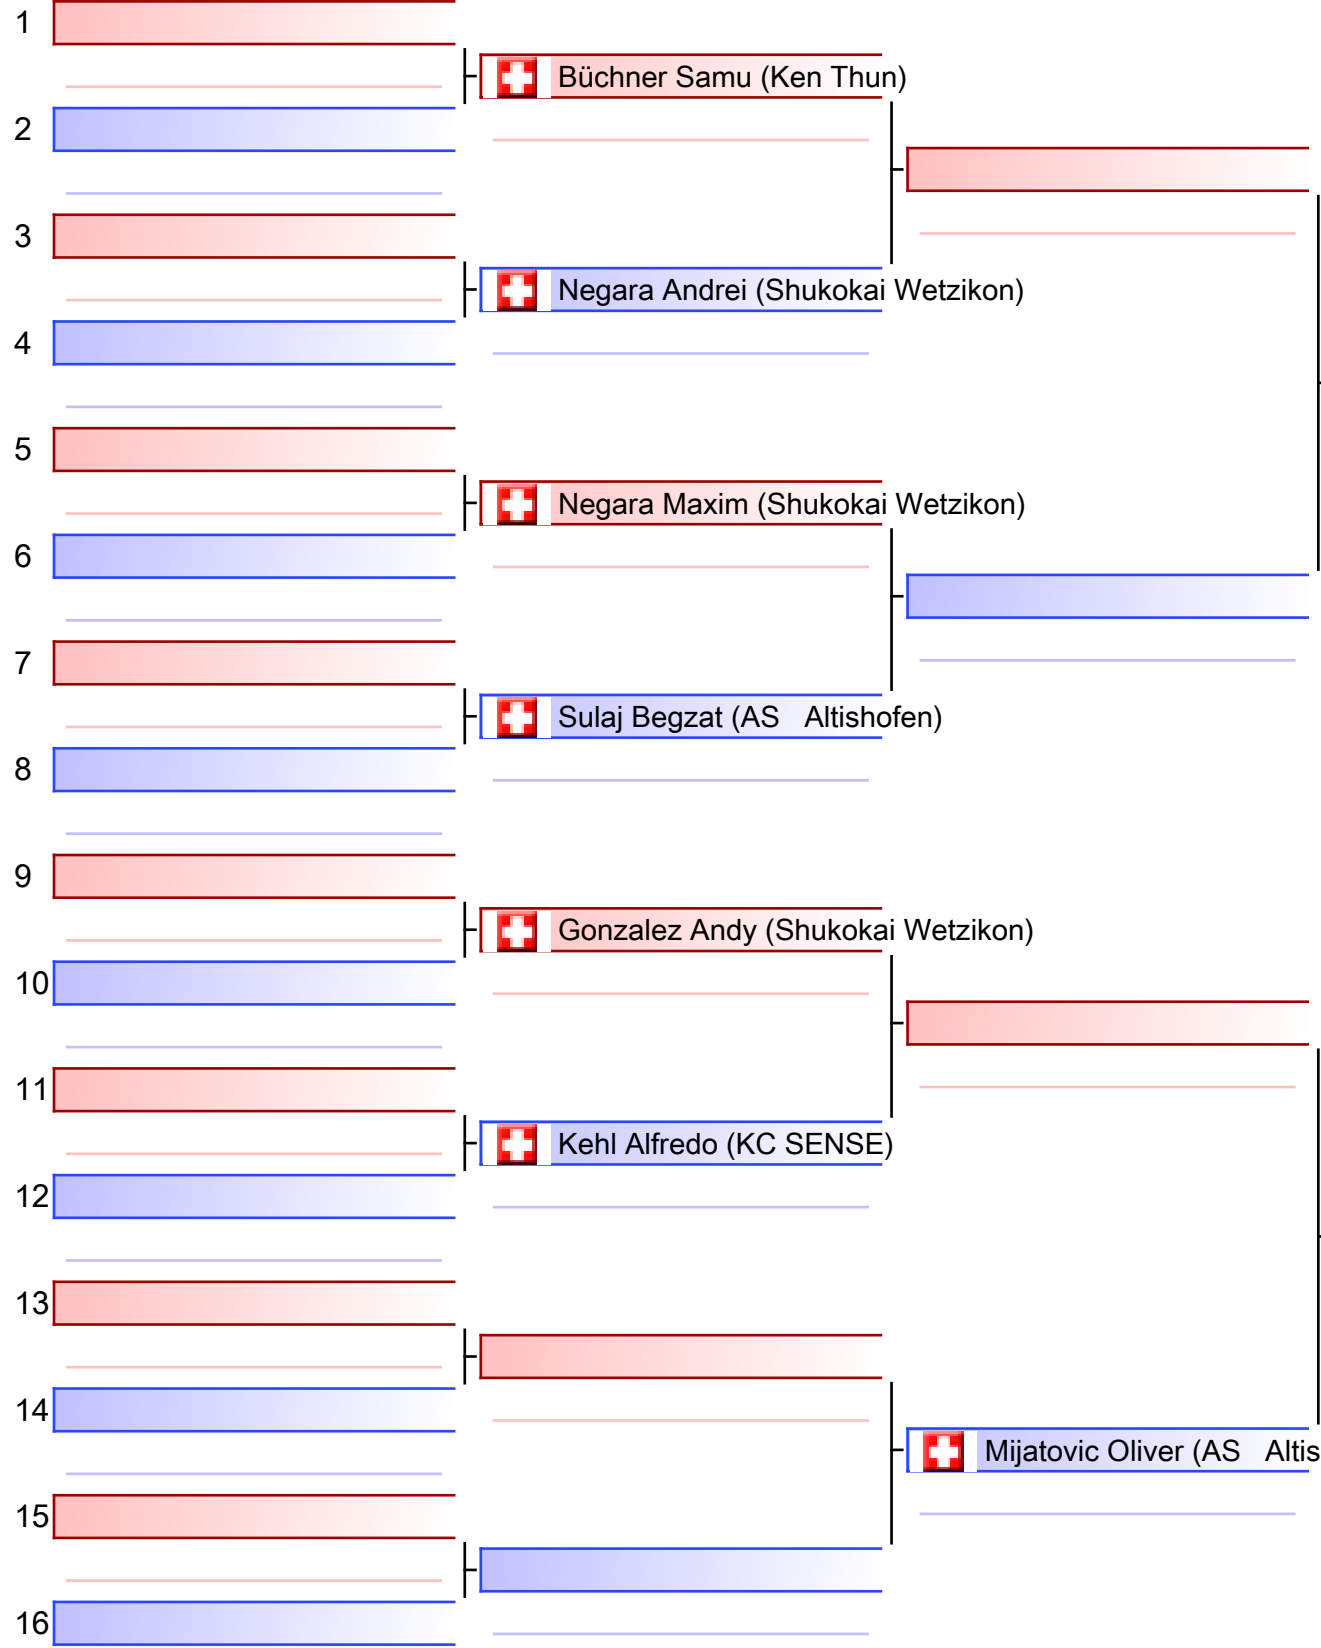 1
Büchner Samu (Ken Thun)
2
3
Negara Andrei (Shukokai Wetzikon)
4
5
Negara Maxim (Shukokai Wetzikon)
6
7
Sulaj Begzat (AS Altishofen)
8
9
Gonzalez Andy (Shukokai Wetzikon)
10
11
Kehl Alfredo (KC SENSE)
12
13
14
Mijatovic Oliver (AS Altis
15
16